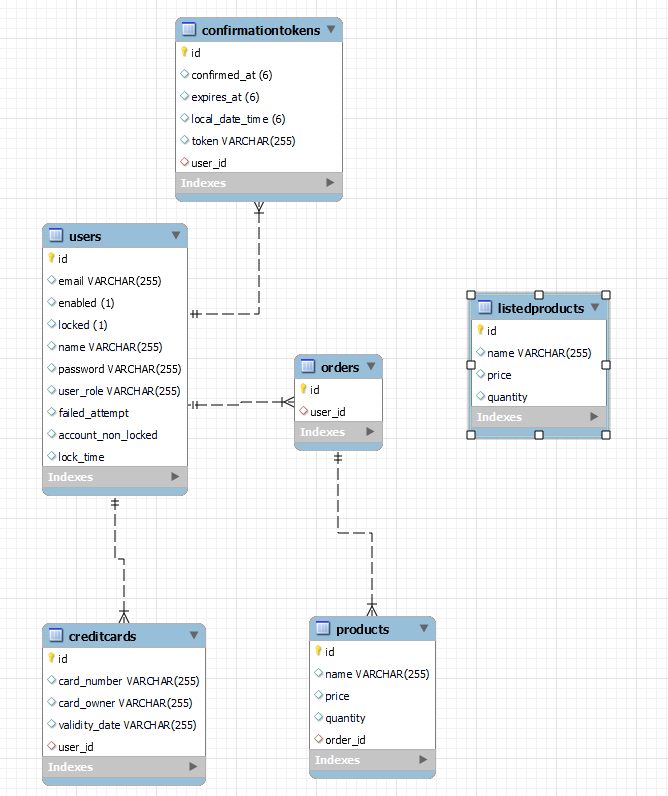 confirmationtokens
id
confirmed_at (6)
expires_at (6)
local_date_time (6)
token VARCHAR(255)
user_id
Indexes
users
id
email VARCHAR(255)
enabled (1)
locked (1)
name VARCHAR(255)
password VARCHAR(255)
user_role VARCHAR(255)
failed_attempt
account_non_locked
lock_time
Indexes
listedproducts
id
name VARCHAR(255)
price
quantity
Indexes
orders
id
user_id
Indexes
creditcards
id
card_number VARCHAR(255)
card_owner VARCHAR(255)
validity_date VARCHAR(255)
user_id
Indexes
products
id
name VARCHAR(255)
price
quantity
order_id
Indexes